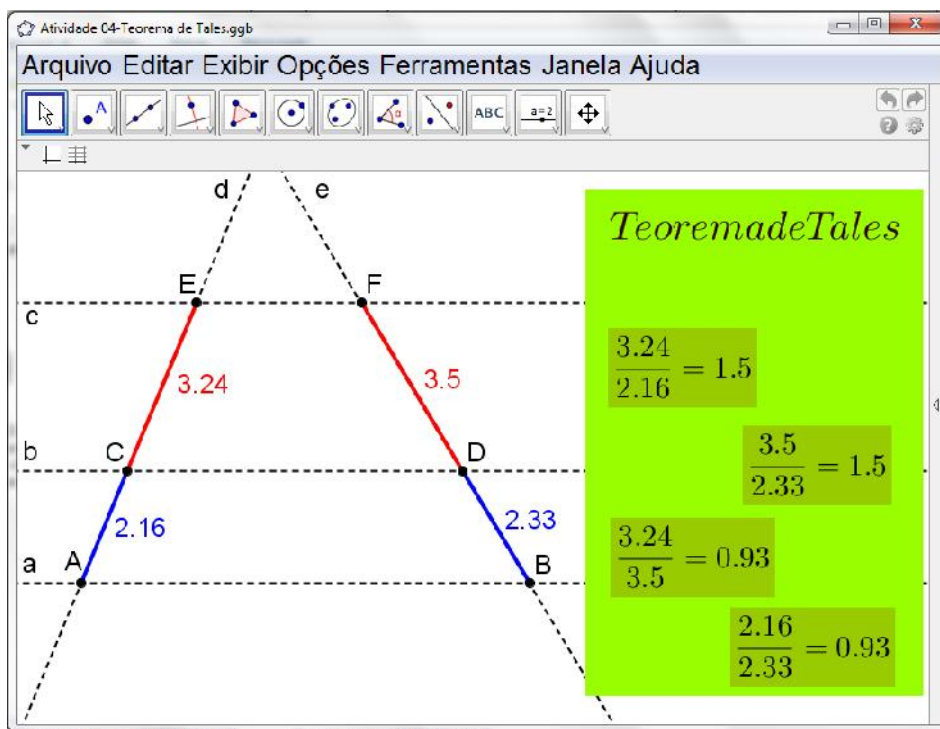 Atividade 04-Teorema de Tales.ggb
Arquivo Editar Exibir Opções Ferramentas Janela Ajuda
A
α
ABC
a=2
d
e
TeoremadeTales
E
F
c
3.24
3.5
3.24
2.16
= 1.5
b
C
D
3.5
2.33
= 1.5
2.16
2.33
3.24
3.5
= 0.93
a
A
B
2.16
2.33
= 0.93